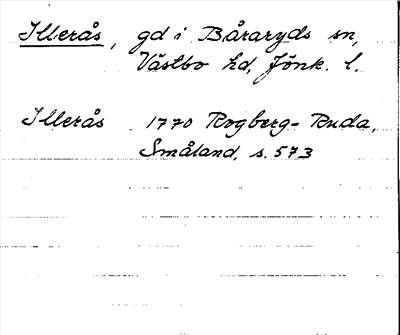 Illerås, gd i Båraryds sn,
Västbo hd, Jönk. l.
Illerås 1770 Rogberg-Ruda,
Småland, s. 573